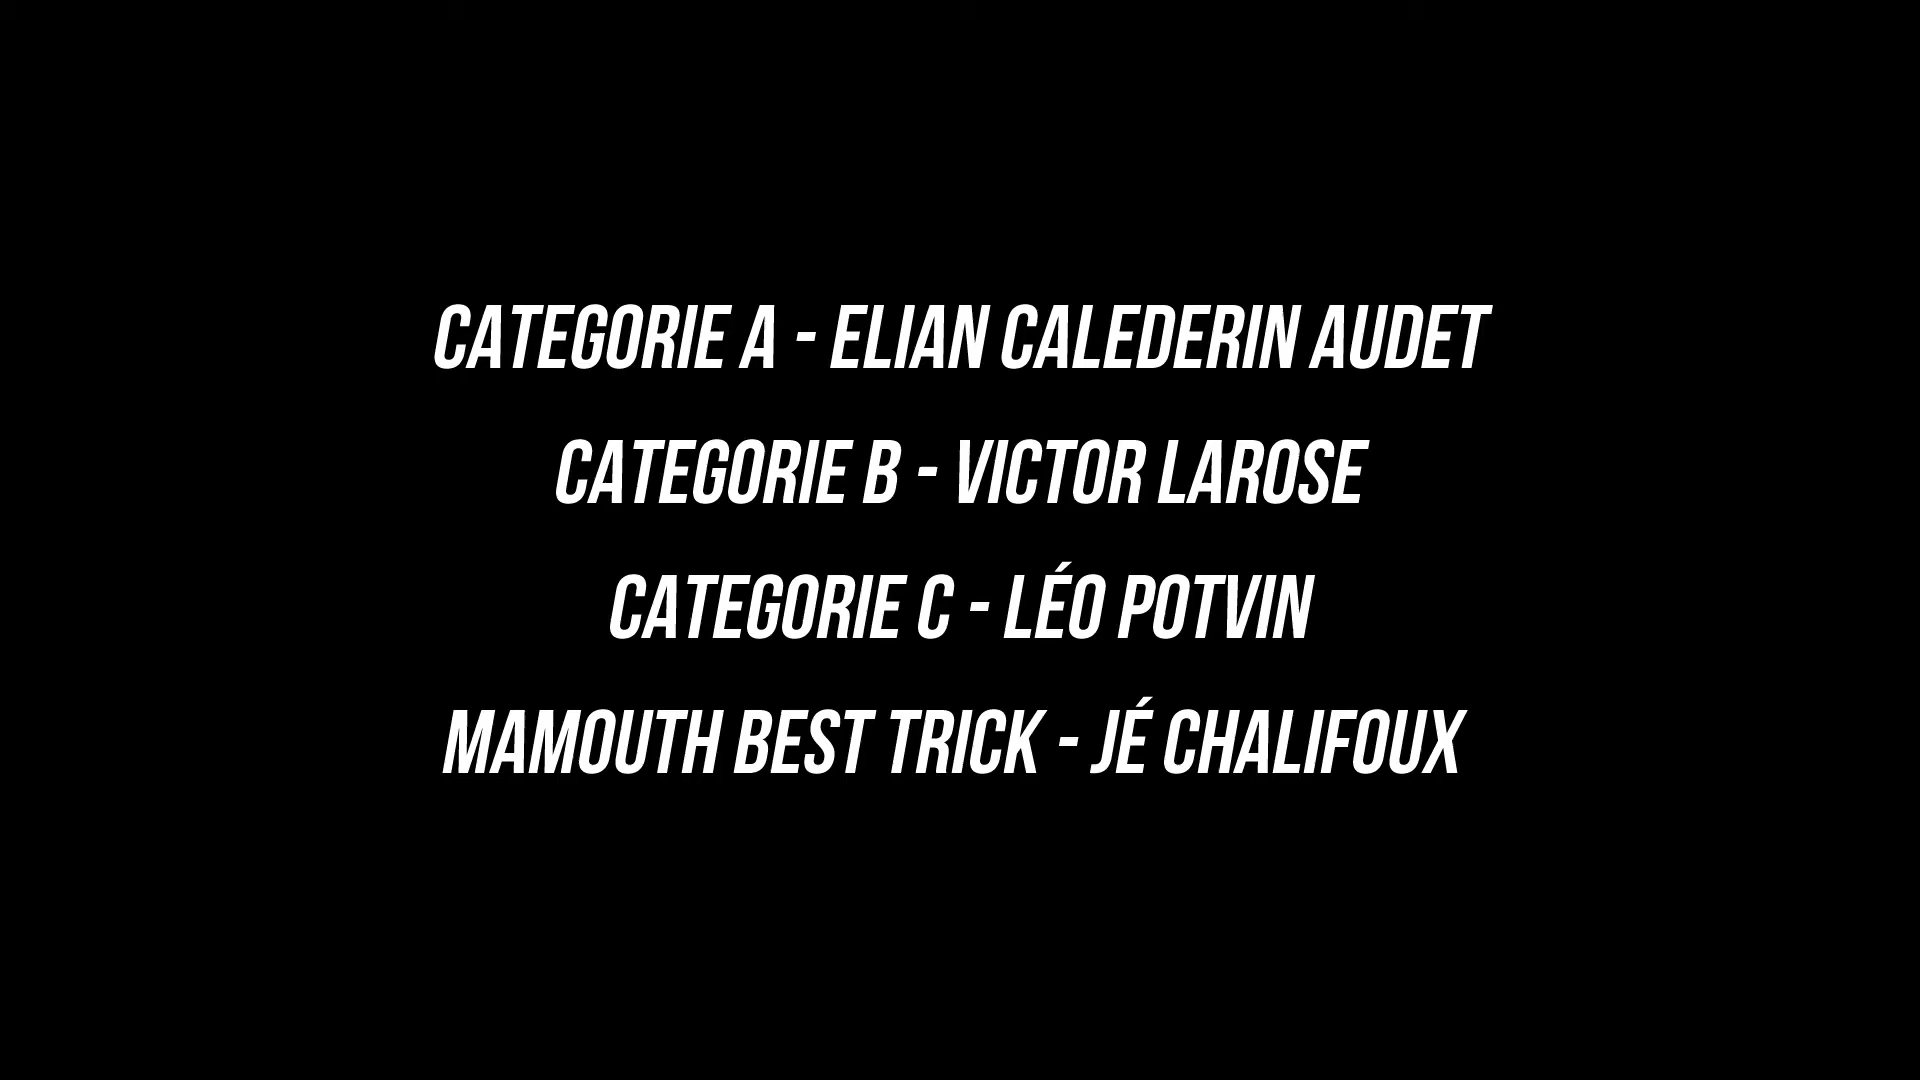 CATEGORIE A - ELIAN CALEDERIN AUDET
CATEGORIE B - VICTOR LAROSE
CATEGORIE C - LÉO POTVIN
MAMOUTH BEST TRICK - JÉ CHALIFOUX